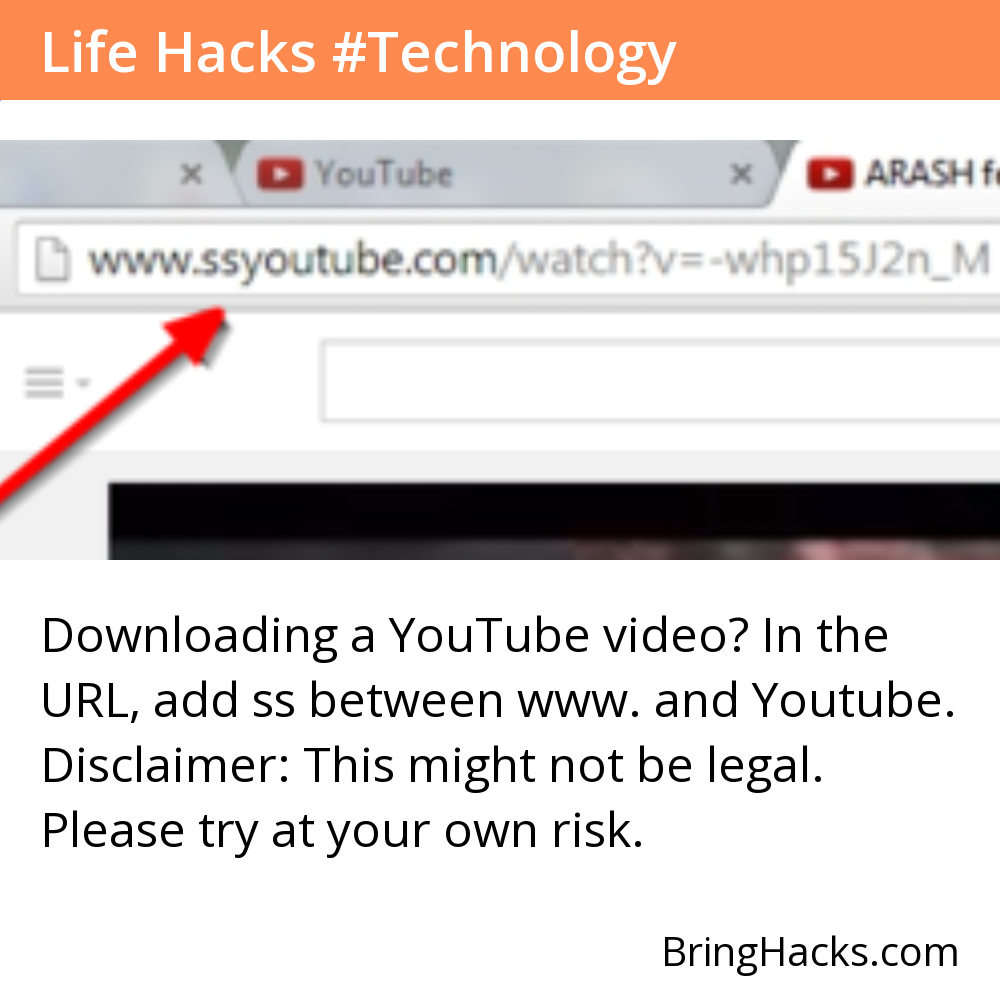 Life Hacks #Technology
YouTube
ARASH
www.ssyoutube.com/watch?v=-whp15J2n_M
Downloading a YouTube video? In the
URL, add ss between www. and Youtube.
Disclaimer: This might not be legal.
Please try at your own risk.
BringHacks.com